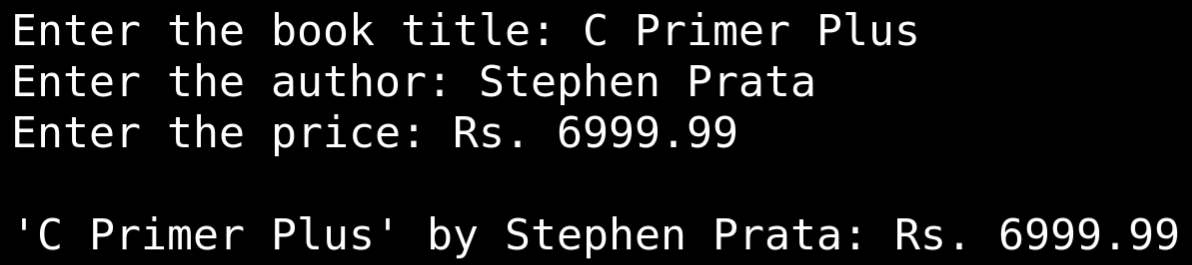 Enter the book title: C Primer Plus
Enter the author: Stephen Prata
Enter the price: Rs. 6999.99
'C Primer Plus' by Stephen Prata: Rs. 6999.99